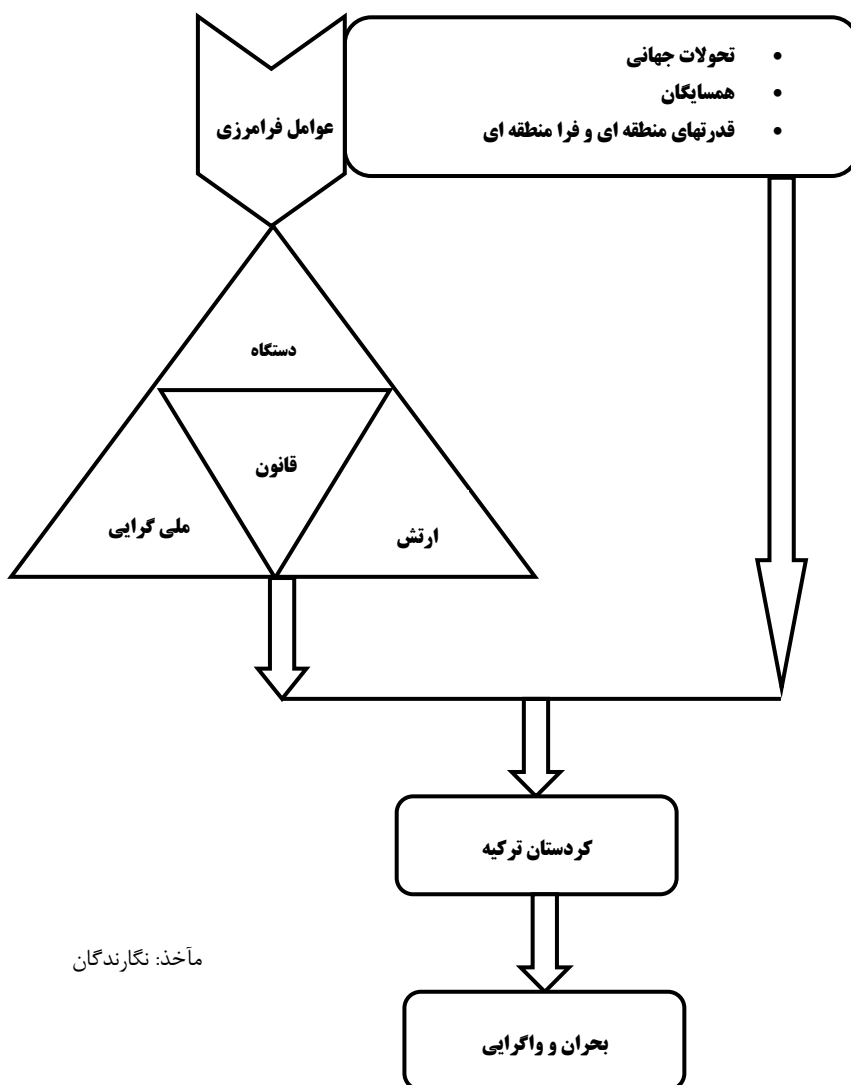 • تحولات جهانی
• همسایگان
• قدرتهای منطقه ای و فرا منطقه ای
عوامل فرامرزی
دستگاه
قانون
ملی گرایی
ارتش
کردستان ترکیه
مآخذ: نگارندگان
بحران و واگرایی